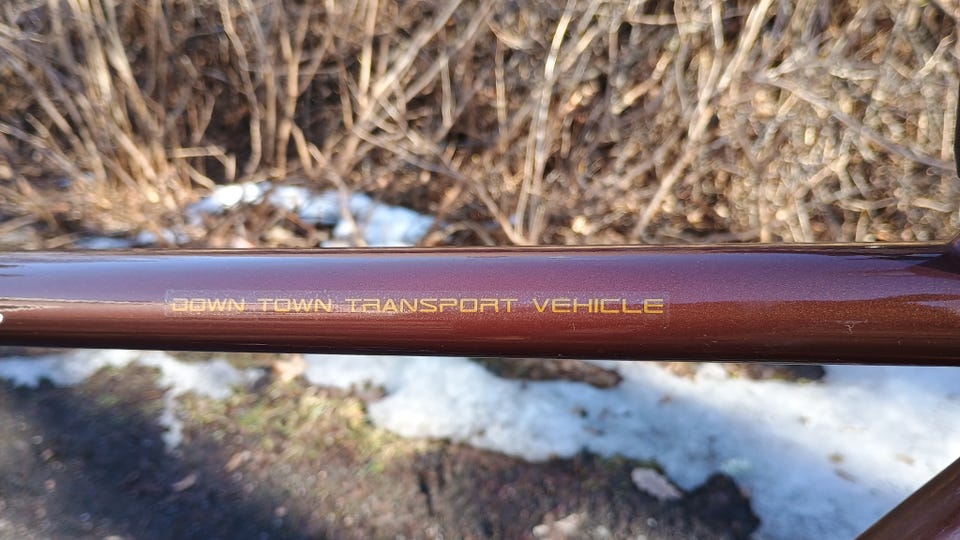 DOWN TOWN TRANSPORT VEHICLE